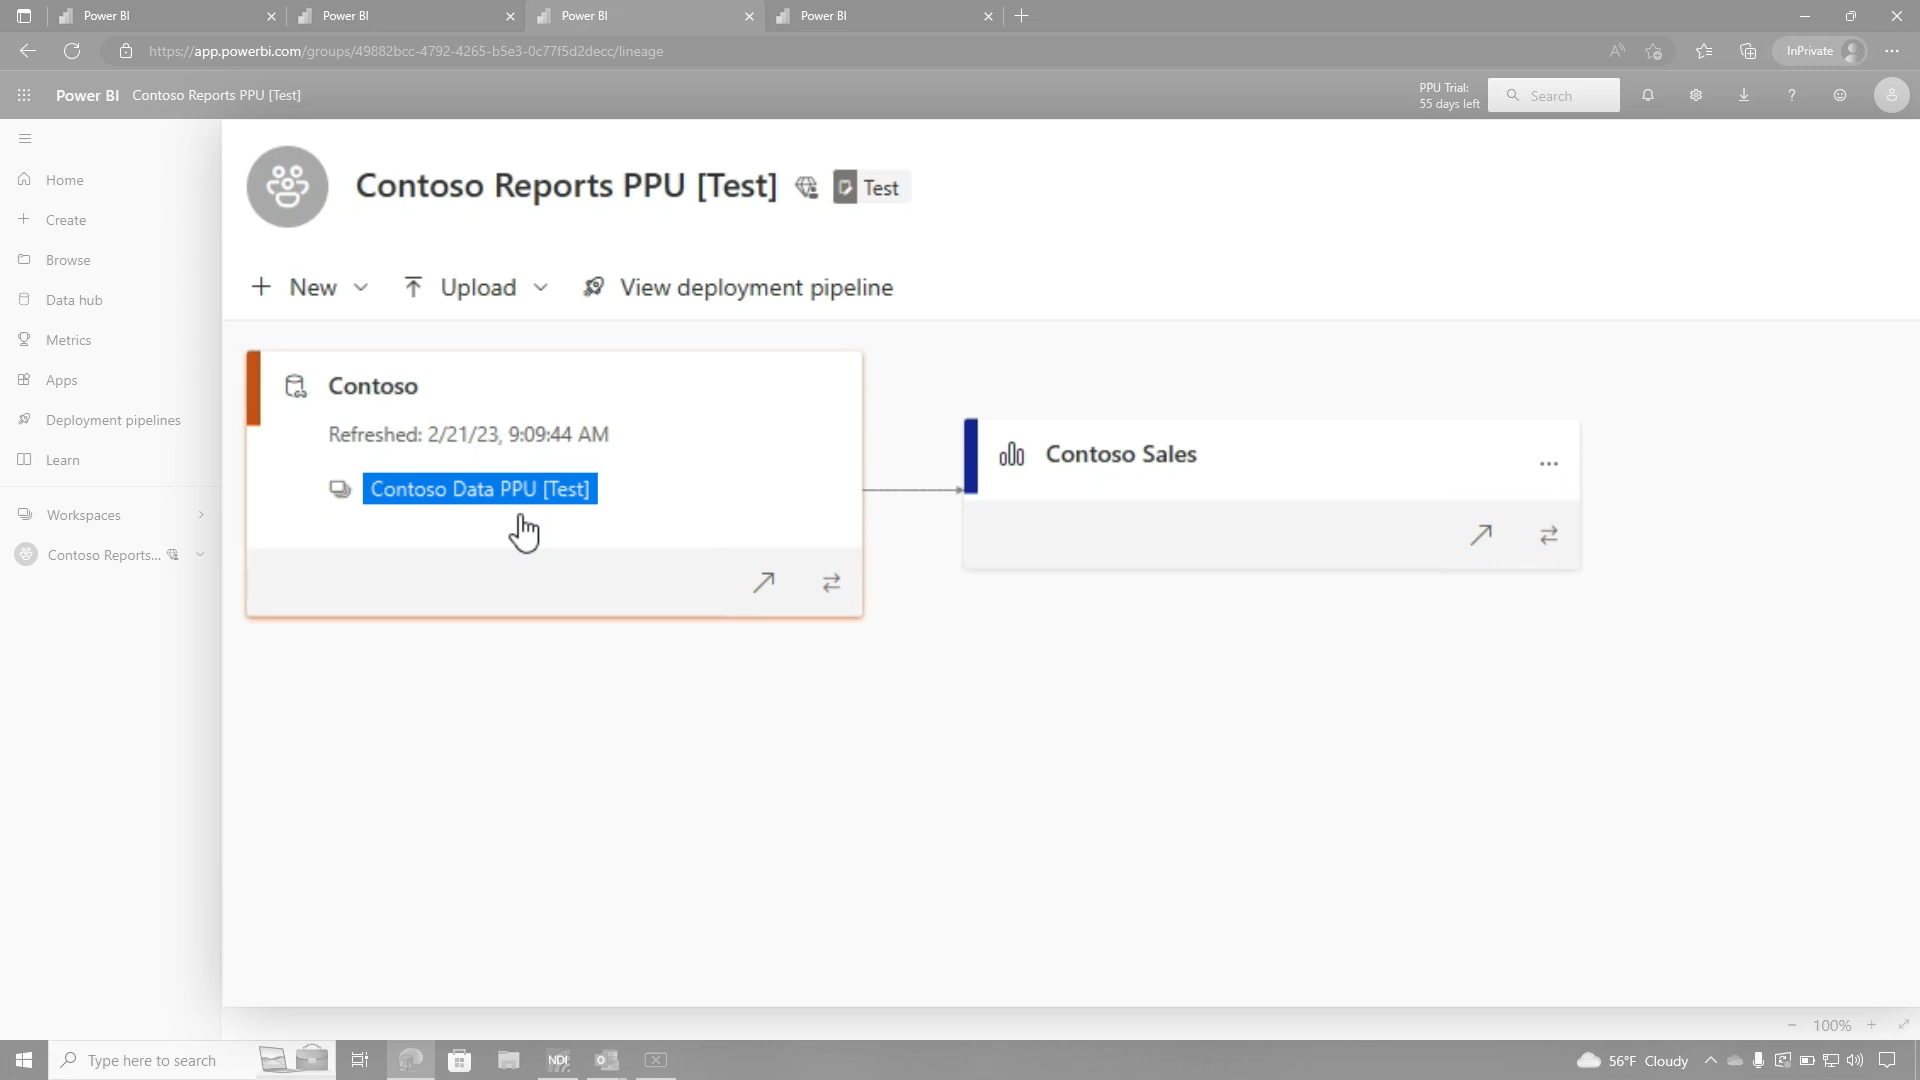 Power BI
Power BI
Power BI
Power BI
https://app.powerbi.com/groups/49882bcc-4792-4265-b5e3-0c77f5d2decc/lineage
InPrivate
Power BI Contoso Reports PPU [Test]
PPU Trial:
55 days left
Search
Home
Create
Browse
Data hub
Metrics
Apps
Deployment pipelines
Learn
Workspaces
Contoso Reports...
Contoso Reports PPU [Test]
Test
New
Upload
View deployment pipeline
Contoso
Refreshed: 2/21/23, 9:09:44 AM
Contoso Data PPU [Test]
Contoso Sales
100%
Type here to search
NDI
56°F Cloudy